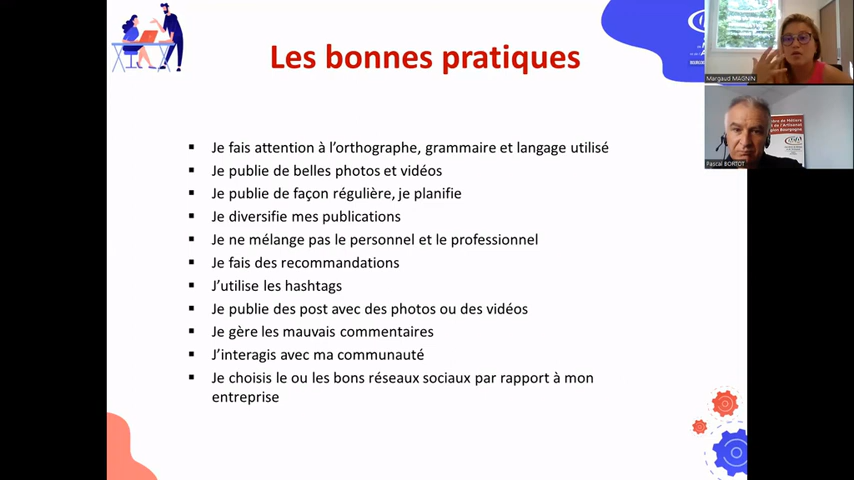 Les bonnes pratiques
Je fais attention à l'orthographe, grammaire et langage utilisé
Je publie de belles photos et vidéos
Je publie de façon régulière, je planifie
Je diversifie mes publications
Je ne mélange pas le personnel et le professionnel
Je fais des recommandations
J'utilise les hashtags
Je publie des post avec des photos ou des vidéos
Je gère les mauvais commentaires
J'interagis avec ma communauté
Je choisis le ou les bons réseaux sociaux par rapport à mon
entreprise
Margaud MAGNIN
Pascal BORTOT